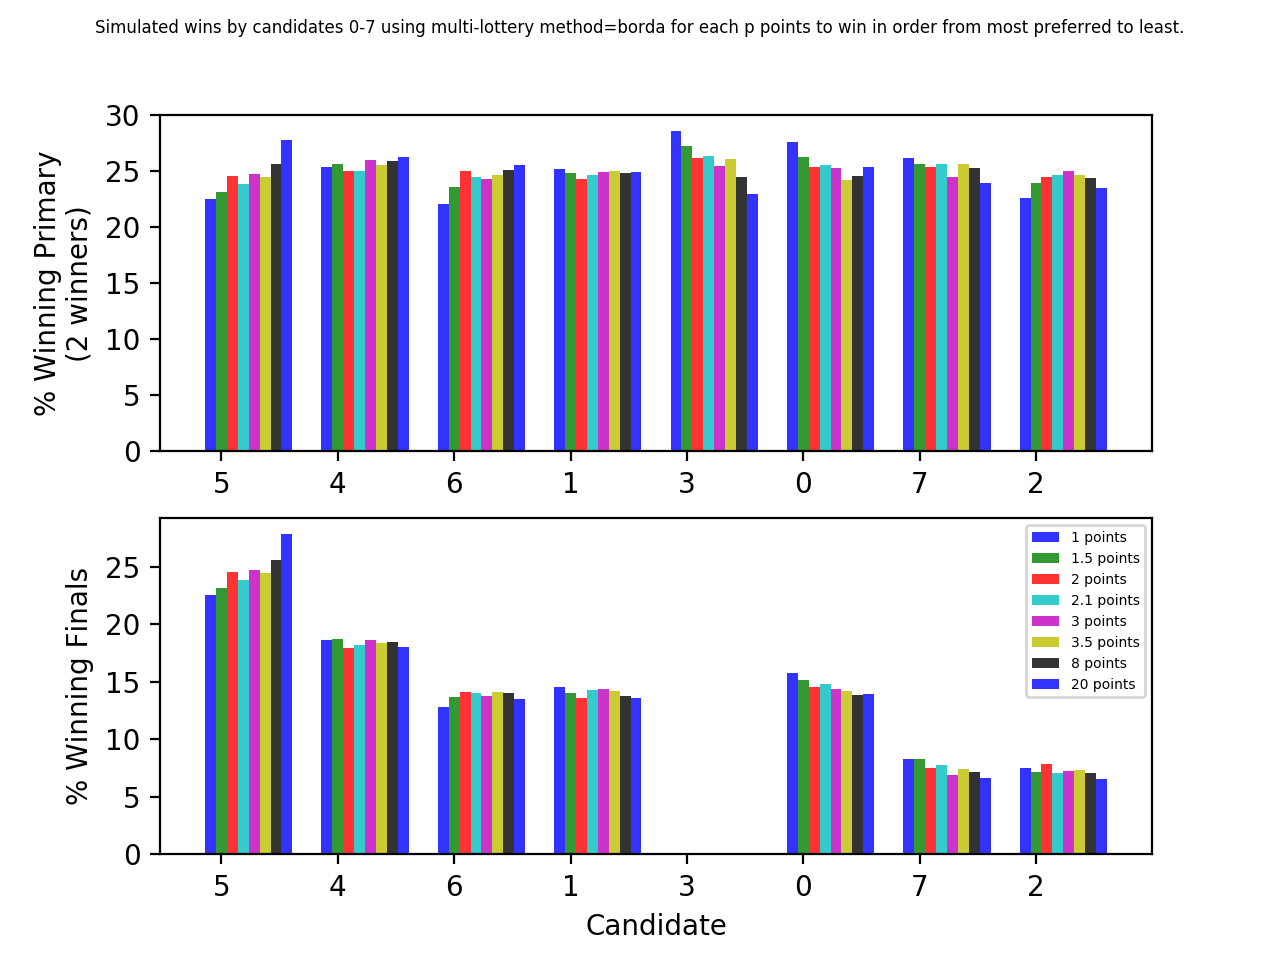 Simulated wins by candidates 0-7 using multi-lottery method=borda for each p points to win in order from most preferred to least.
% Winning Primary
(2 winners)
30
25
20
15
10
5
0
5 4 6 1 3 0 7 2
% Winning Finals
25
20
15
10
5
0
1 points
1.5 points
2 points
2.1 points
3 points
3.5 points
8 points
20 points
5 4 6 1 3 0 7 2
Candidate